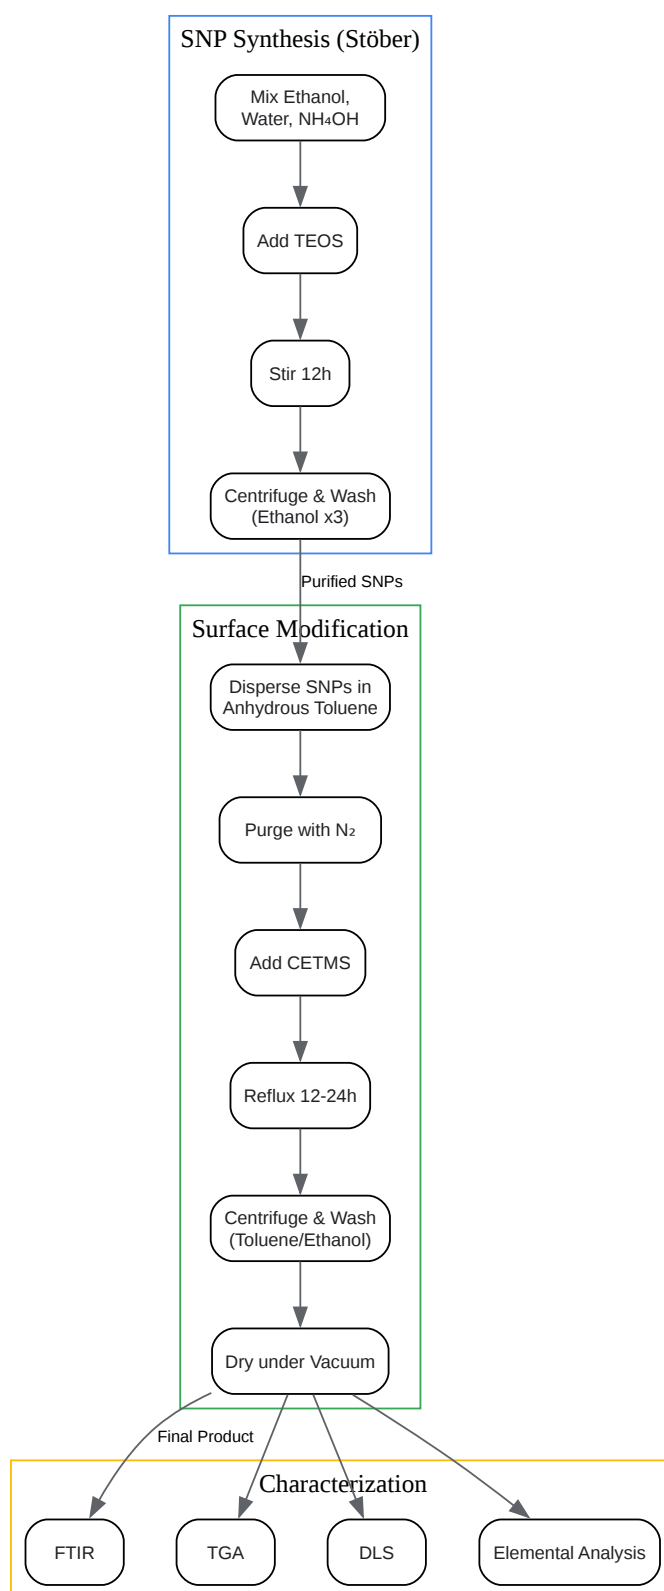 SNP Synthesis (Stöber)
Mix Ethanol,
Water, NH₄OH
Add TEOS
Stir 12h
Centrifuge & Wash
(Ethanol x3)
Purified SNPs
Surface Modification
Disperse SNPs in
Anhydrous Toluene
Purge with N₂
Add CETMS
Reflux 12-24h
Centrifuge & Wash
(Toluene/Ethanol)
Dry under Vacuum
Final Product
Characterization
FTIR
TGA
DLS
Elemental Analysis